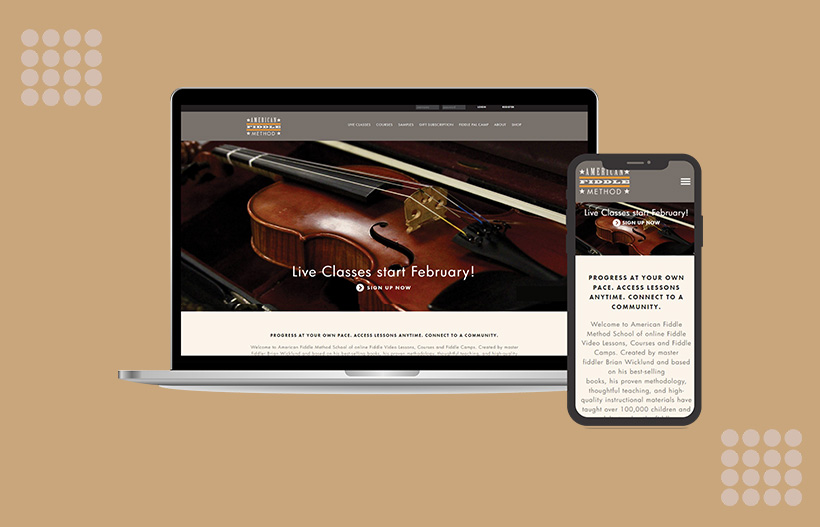 LOGIN
REGISTER
AMERICAN
FIDDLE
METHOD
LIVE CLASSES COURSES SAMPLES GIFT SUBSCRIPTION FIDDLE PAL CAMP ABOUT SHOP
Live Classes start February!
SIGN UP NOW
PROGRESS AT YOUR OWN PACE. ACCESS LESSONS ANYTIME. CONNECT TO A COMMUNITY.
Welcome to American Fiddle Method School of online Fiddle Video Lessons, Courses and Fiddle Camps. Created by master
fiddler Brian Wicklund and based on his best-selling books, his proven methodology, thoughtful teaching, and high-quality
AMERICAN
FIDDLE
METHOD
Live Classes start February!
SIGN UP NOW
PROGRESS AT YOUR OWN
PACE. ACCESS LESSONS
ANYTIME. CONNECT TO A
COMMUNITY.
Welcome to American Fiddle
Method School of online Fiddle
Video Lessons, Courses and Fiddle
Camps. Created by master
fiddler Brian Wicklund and based
on his best-selling
books, his proven methodology,
thoughtful teaching, and high-
quality instructional materials have
taught over 100,000 children and